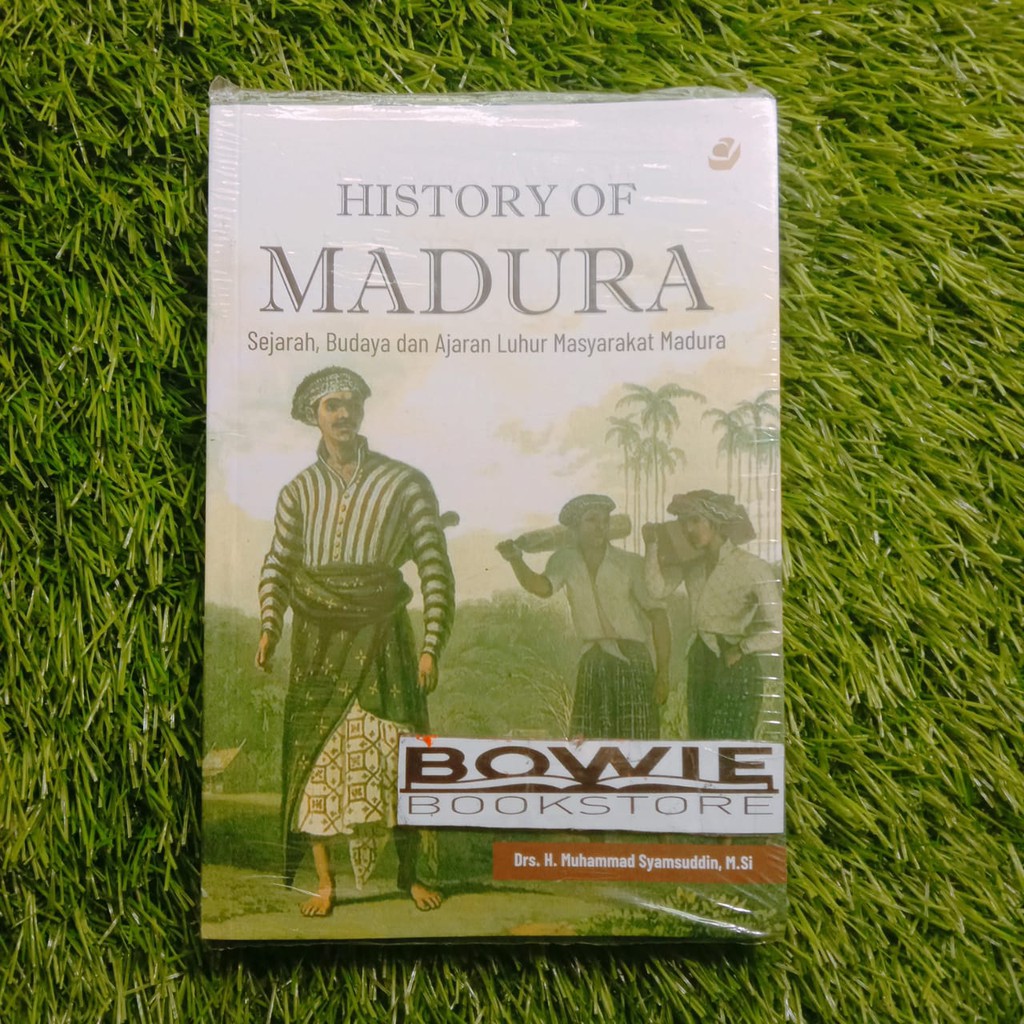 HISTORY OF
MADURA
Sejarah, Budaya dan Ajaran Luhur Masyarakat Madura
BOWIE
BOOKSTORE
Drs. H. Muhammad Syamsuddin, M.Si